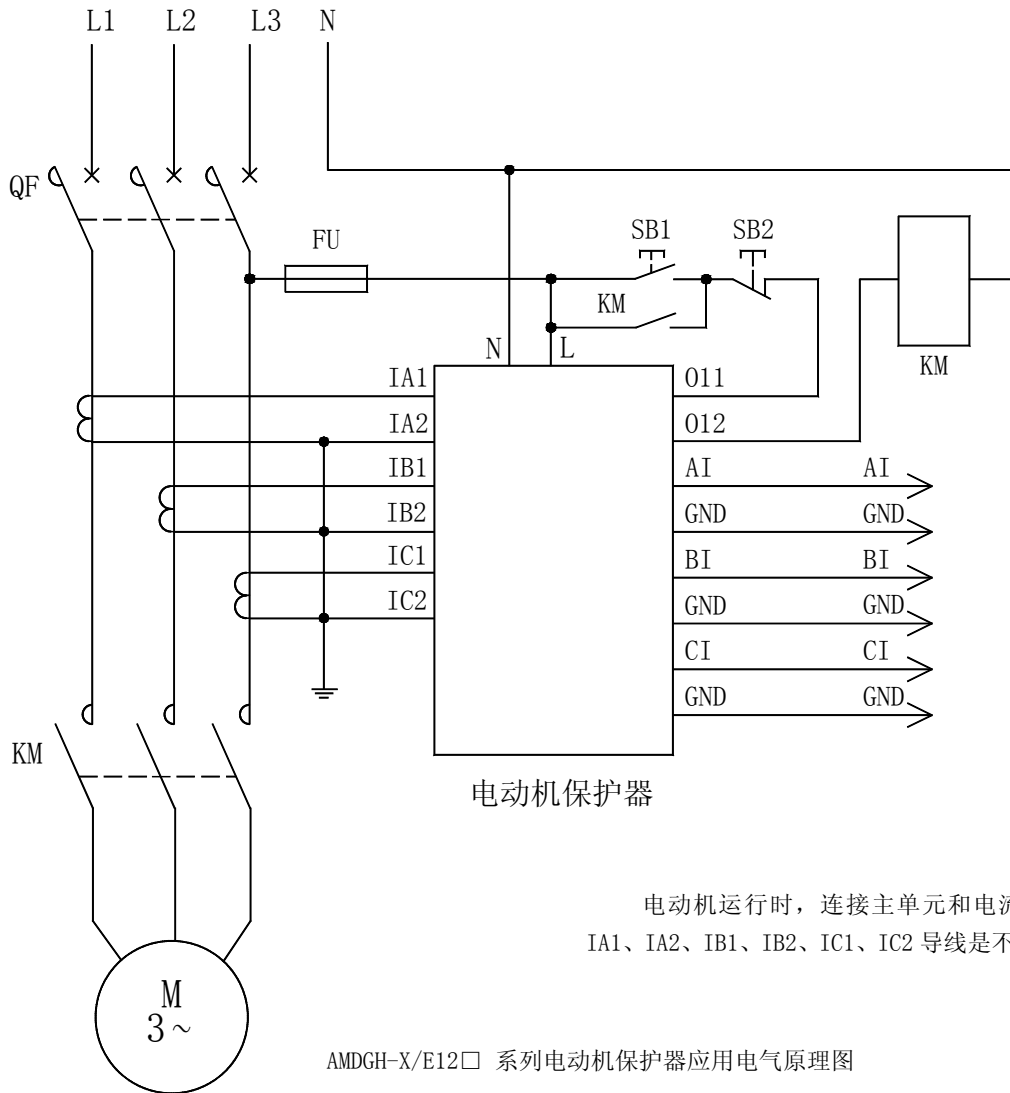 L1 L2 L3 N
QF
FU SB1 SB2
KM
KM
N L
IA1 O11
IA2 O12
IB1 AI AI
IB2 GND GND
IC1 BI BI
IC2 GND GND
CI CI
GND GND
KM
电动机保护器
电动机运行时，连接主单元和电流
IA1、IA2、IB1、IB2、IC1、IC2 导线是不
M
3~
AMDGH-X/E12□ 系列电动机保护器应用电气原理图